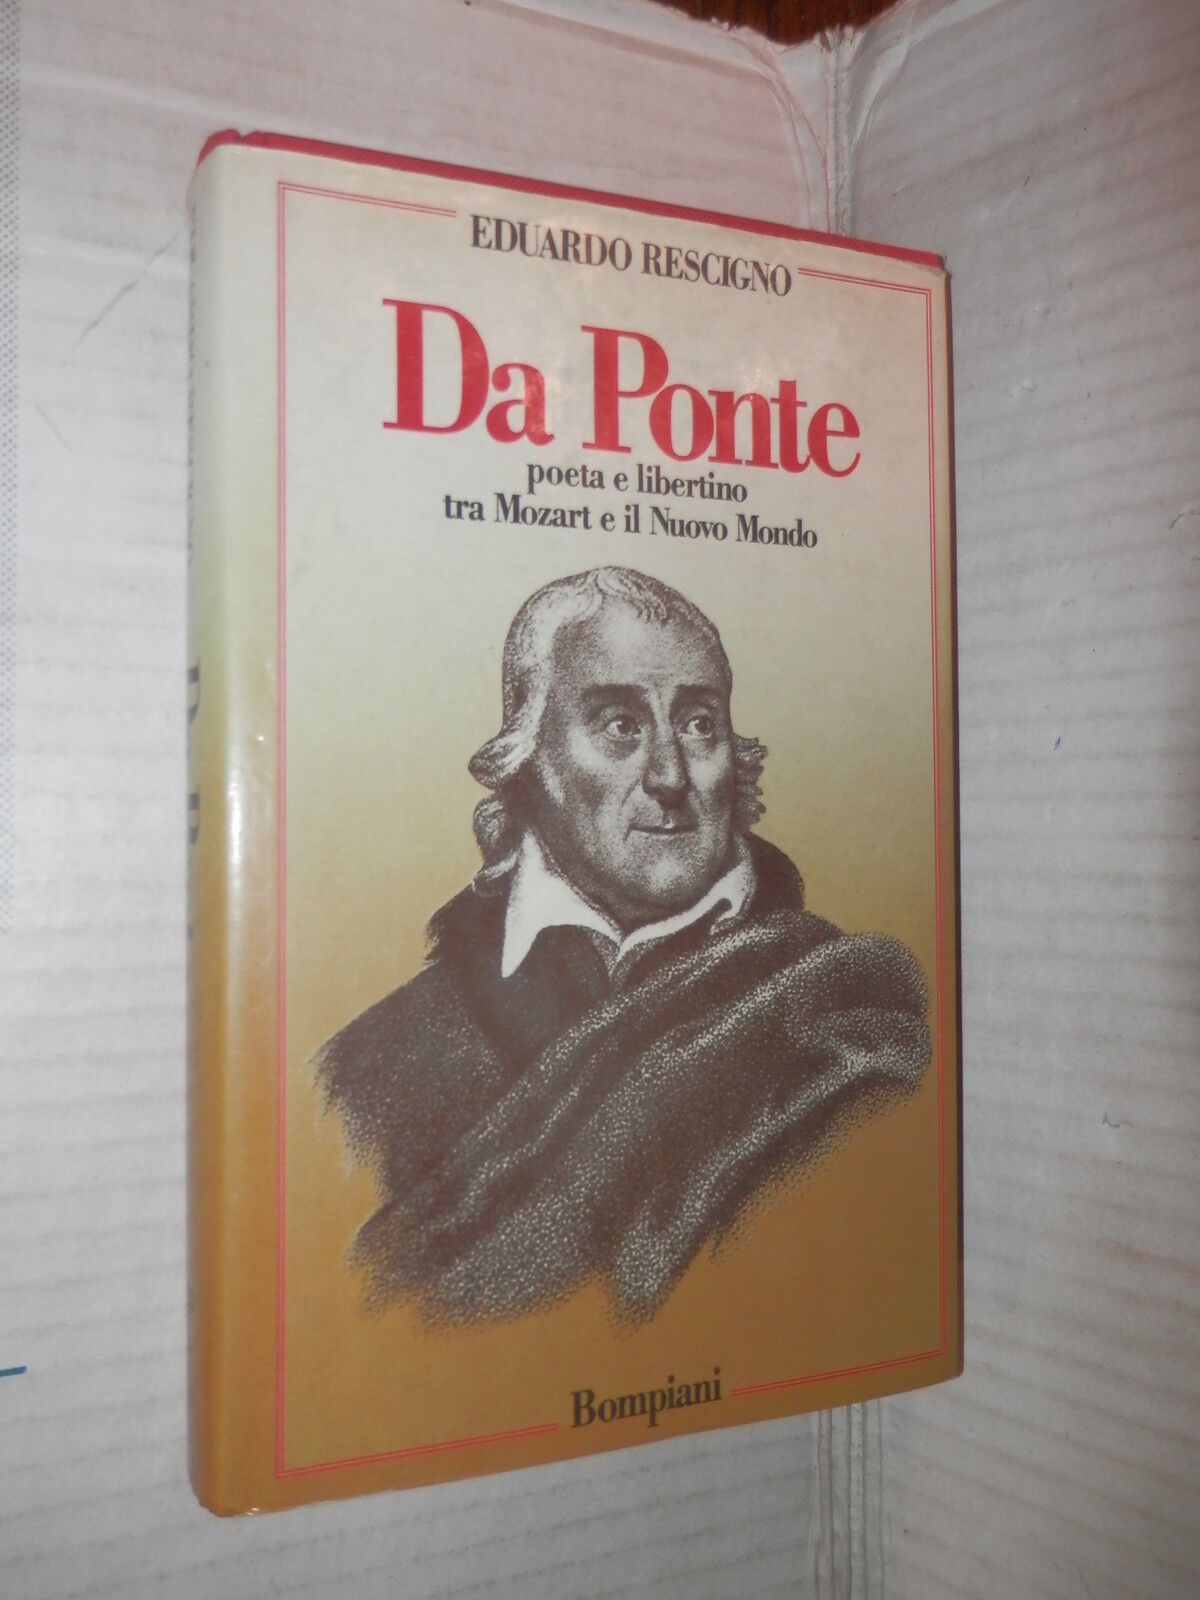 EDUARDO RESCIGNO
Da Ponte
poeta e libertino
tra Mozart e il Nuovo Mondo
Bompiani